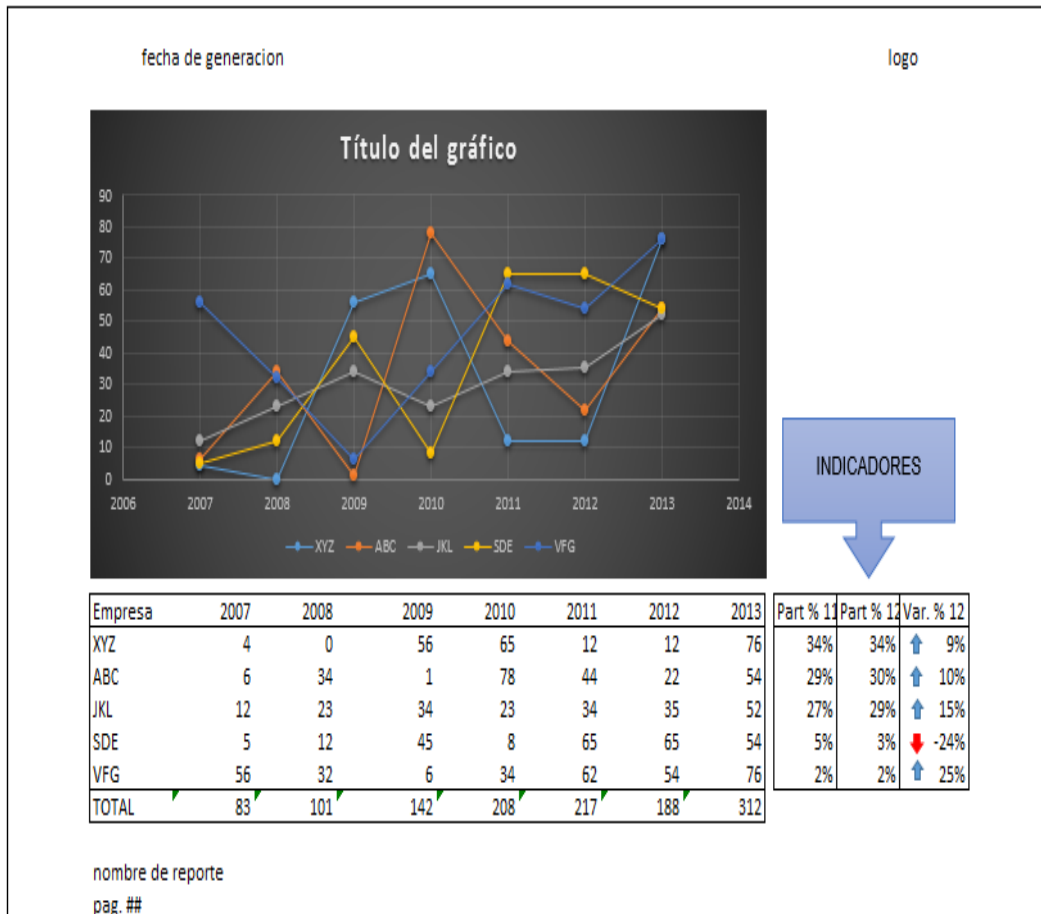 fecha de generacion logo
Título del gráfico
90
80
70
60
50
40
30
20
10
0
2006 2007 2008 2009 2010 2011 2012 2013 2014
XYZ ABC JKL SDE VFG
INDICADORES
Empresa 2007 2008 2009 2010 2011 2012 2013 Part % 11 Part % 12 Var. % 12
XYZ 4 0 56 65 12 12 76 34% 34% 9%
ABC 6 34 1 78 44 22 54 29% 30% 10%
JKL 12 23 34 23 34 35 52 27% 29% 15%
SDE 5 12 45 8 65 65 54 5% 3% -24%
VFG 56 32 6 34 62 54 76 2% 2% 25%
TOTAL 83 101 142 208 217 188 312
nombre de reporte
pag. ##